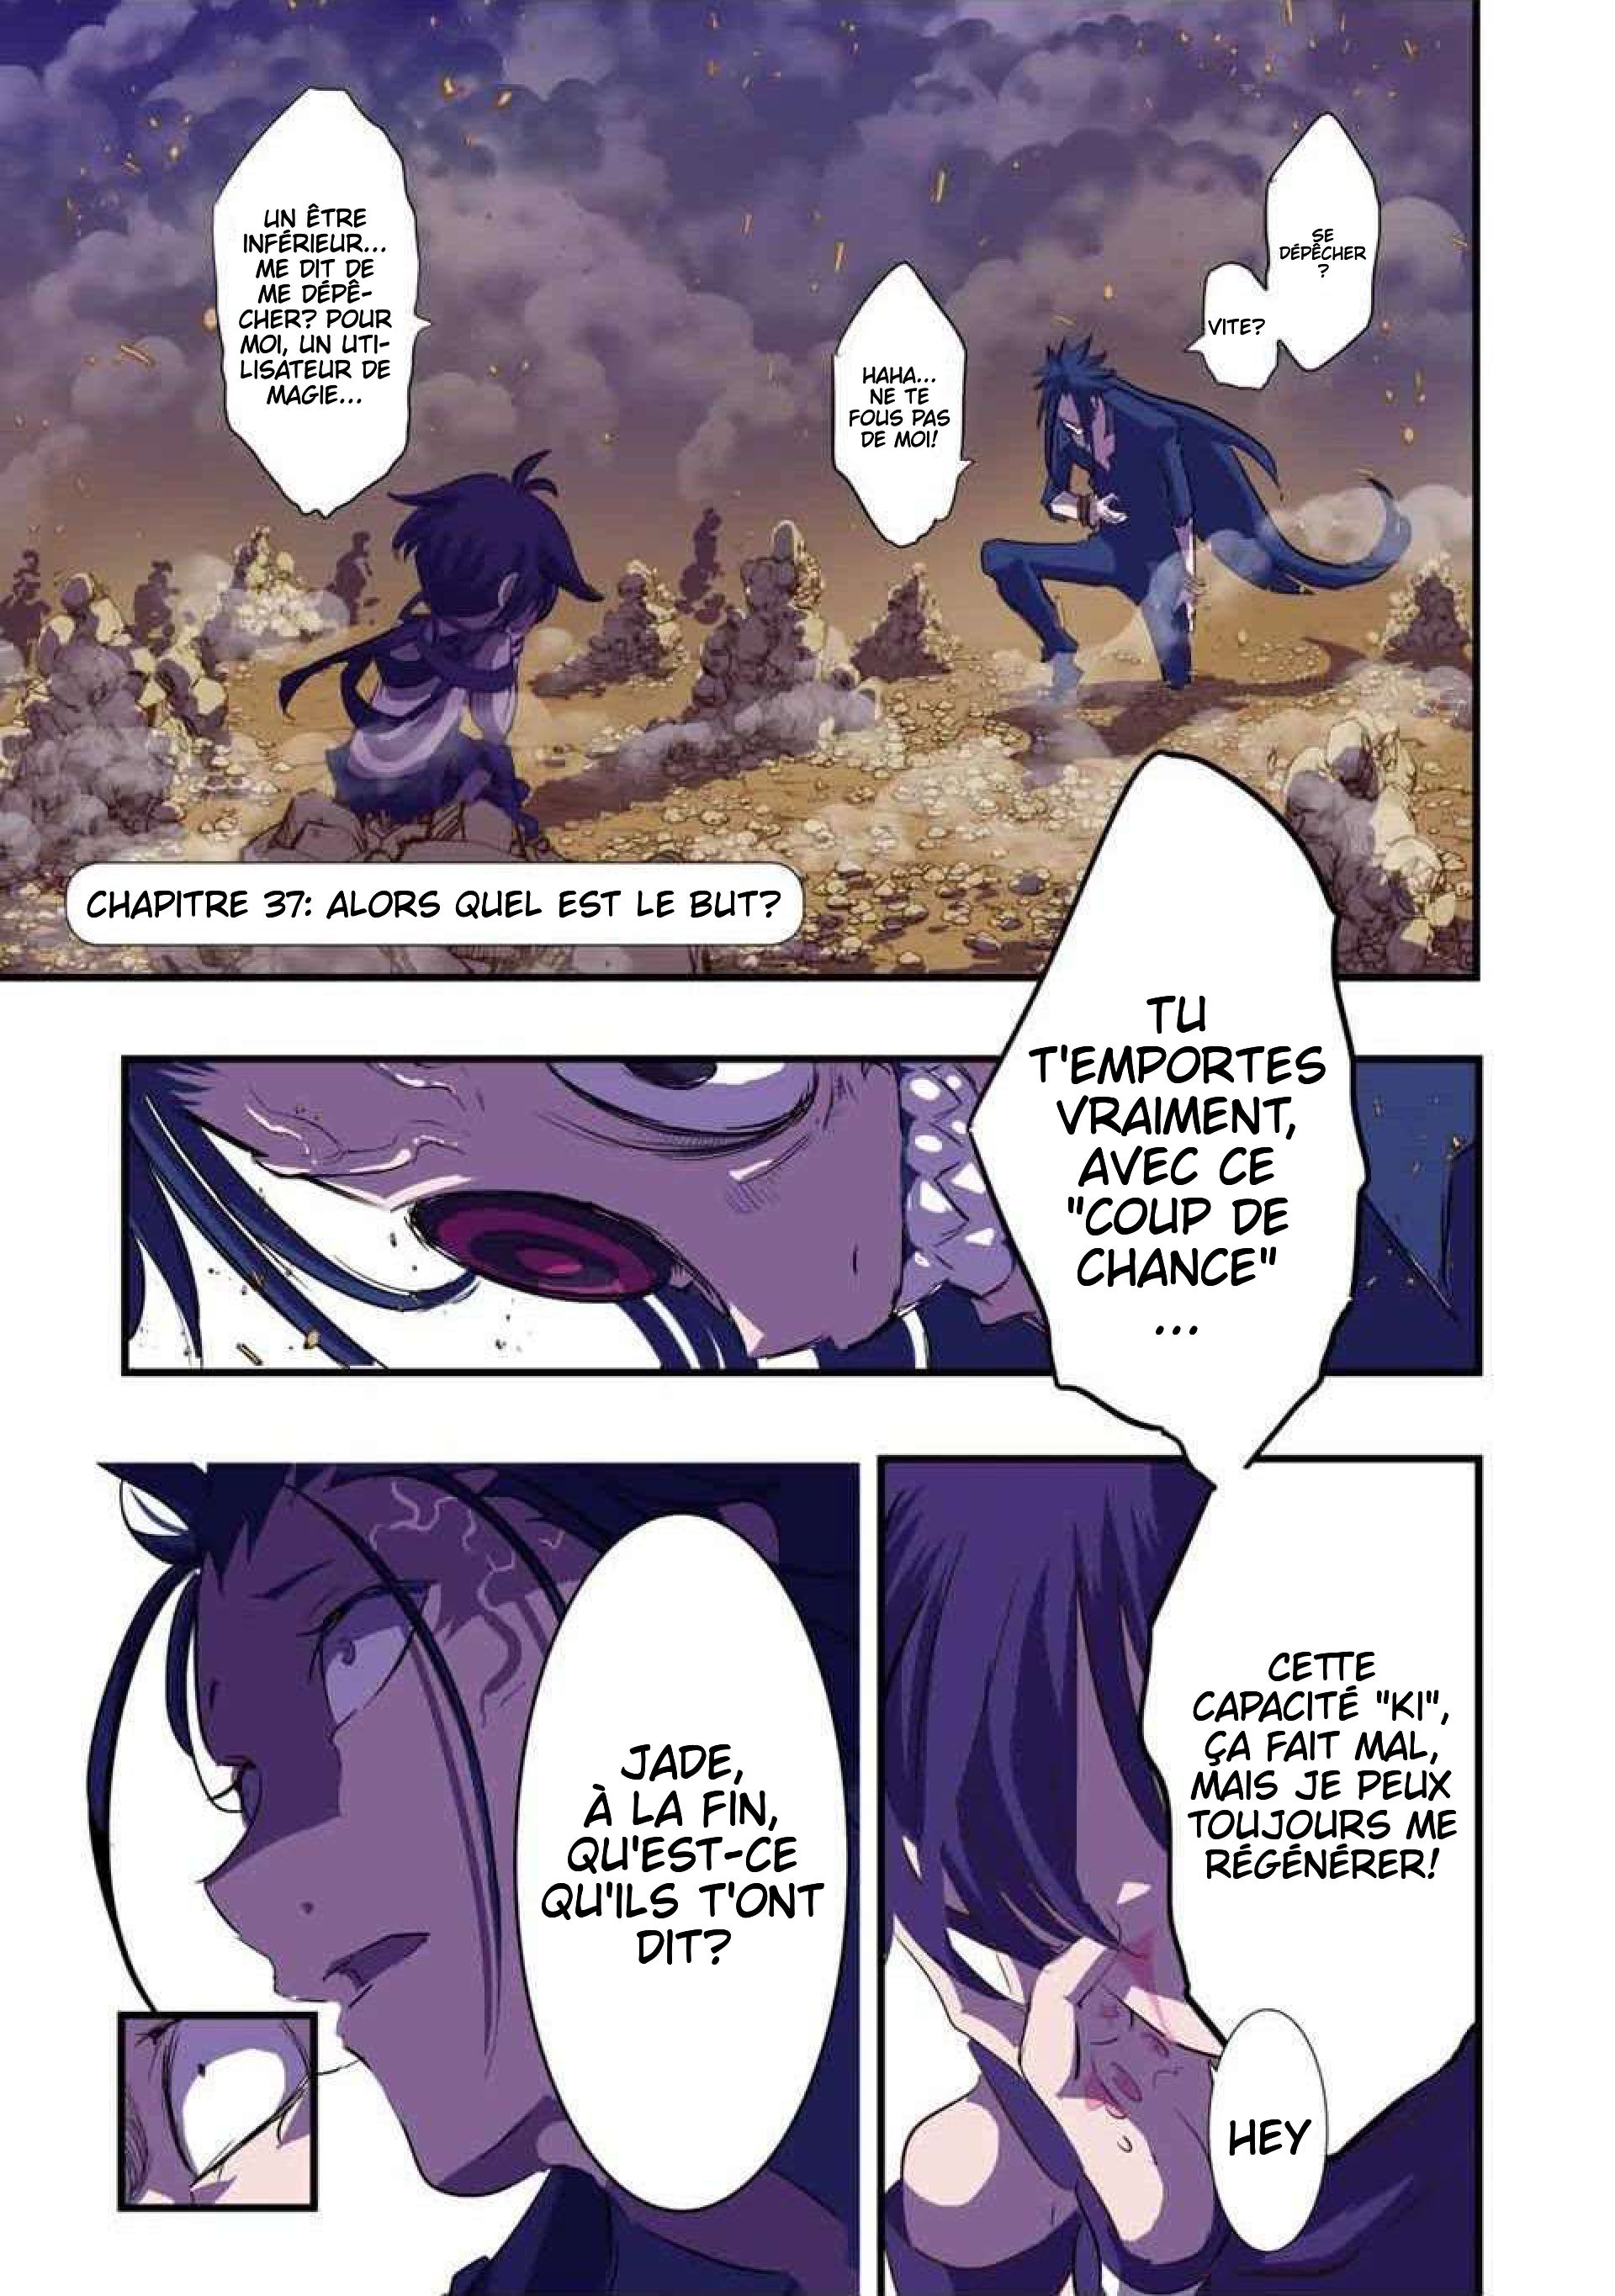 SE
DÉPÊCHER
?
VITE?
HAHA...
NE TE
FOUS PAS
DE MOI!
UN ÊTRE
INFÉRIEUR...
ME DIT DE
ME DÉPÊ-
CHER? POUR
MOI, UN UTI-
LISATEUR DE
MAGIE...
CHAPITRE 37: ALORS QUEL EST LE BUT?
TU
T'EMPORTES
VRAIMENT,
AVEC CE
"COUP DE
CHANCE"
...
CETTE
CAPACITÉ "KI",
ÇA FAIT MAL,
MAIS JE PEUX
TOUJOURS ME
RÉGÉNÉRER!
HEY
JADE,
À LA FIN,
QU'EST-CE
QU'ILS T'ONT
DIT?